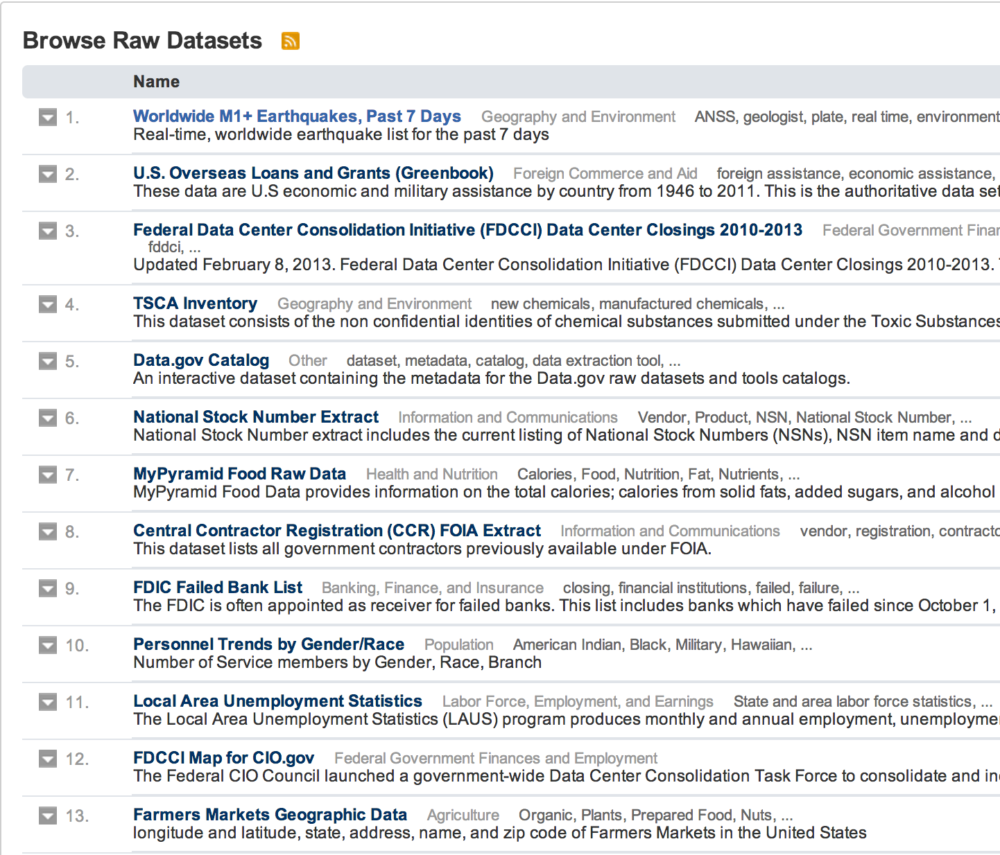 Browse Raw Datasets
Name
1. Worldwide M1+ Earthquakes, Past 7 Days Geography and Environment ANSS, geologist, plate, real time, environment
Real-time, worldwide earthquake list for the past 7 days
2. U.S. Overseas Loans and Grants (Greenbook) Foreign Commerce and Aid foreign assistance, economic assistance,
These data are U.S economic and military assistance by country from 1946 to 2011. This is the authoritative data set
3. Federal Data Center Consolidation Initiative (FDCCI) Data Center Closings 2010-2013 Federal Government Finan
fddci, ...
Updated February 8, 2013. Federal Data Center Consolidation Initiative (FDCCI) Data Center Closings 2010-2013.
4. TSCA Inventory Geography and Environment new chemicals, manufactured chemicals, ...
This dataset consists of the non confidential identities of chemical substances submitted under the Toxic Substances
5. Data.gov Catalog Other dataset, metadata, catalog, data extraction tool, ...
An interactive dataset containing the metadata for the Data.gov raw datasets and tools catalogs.
6. National Stock Number Extract Information and Communications Vendor, Product, NSN, National Stock Number, ...
National Stock Number extract includes the current listing of National Stock Numbers (NSNs), NSN item name and d
7. MyPyramid Food Raw Data Health and Nutrition Calories, Food, Nutrition, Fat, Nutrients, ...
MyPyramid Food Data provides information on the total calories; calories from solid fats, added sugars, and alcohol
8. Central Contractor Registration (CCR) FOIA Extract Information and Communications vendor, registration, contracto
This dataset lists all government contractors previously available under FOIA.
9. FDIC Failed Bank List Banking, Finance, and Insurance closing, financial institutions, failed, failure, ...
The FDIC is often appointed as receiver for failed banks. This list includes banks which have failed since October 1,
10. Personnel Trends by Gender/Race Population American Indian, Black, Military, Hawaiian, ...
Number of Service members by Gender, Race, Branch
11. Local Area Unemployment Statistics Labor Force, Employment, and Earnings State and area labor force statistics, ...
The Local Area Unemployment Statistics (LAUS) program produces monthly and annual employment, unemployme
12. FDCCI Map for CIO.gov Federal Government Finances and Employment
The Federal CIO Council launched a government-wide Data Center Consolidation Task Force to consolidate and in
13. Farmers Markets Geographic Data Agriculture Organic, Plants, Prepared Food, Nuts, ...
longitude and latitude, state, address, name, and zip code of Farmers Markets in the United States